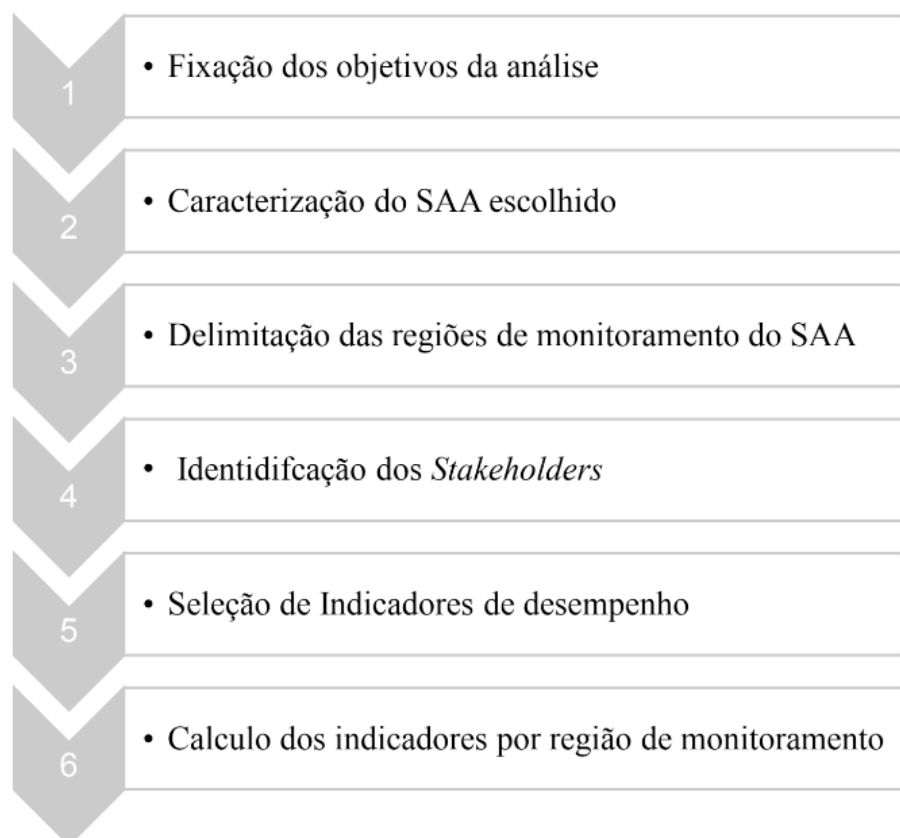 1
• Fixação dos objetivos da análise
2
• Caracterização do SAA escolhido
3
• Delimitação das regiões de monitoramento do SAA
4
• Identidifcação dos Stakeholders
5
• Seleção de Indicadores de desempenho
6
• Calculo dos indicadores por região de monitoramento